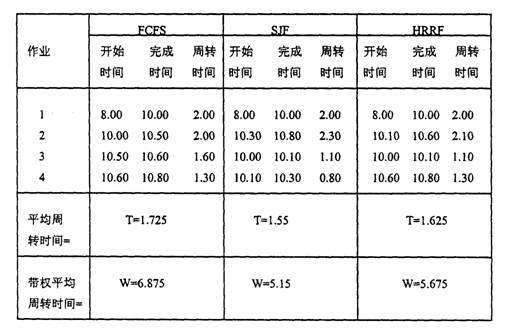 FCFS SJF HRRF
作业 开始 完成 周转 开始 完成 周转 开始 完成 周转
时间 时间 时间 时间 时间 时间 时间 时间 时间
1 8.00 10.00 2.00 8.00 10.00 2.00 8.00 10.00 2.00
2 10.00 10.50 2.00 10.30 10.80 2.30 10.10 10.60 2.10
3 10.50 10.60 1.60 10.00 10.10 1.10 10.00 10.10 1.10
4 10.60 10.80 1.30 10.10 10.30 0.80 10.60 10.80 1.30
平均周 T=1.725 T=1.55 T=1.625
转时间=
带权平均 W=6.875 W=5.15 W=5.675
周转时间=